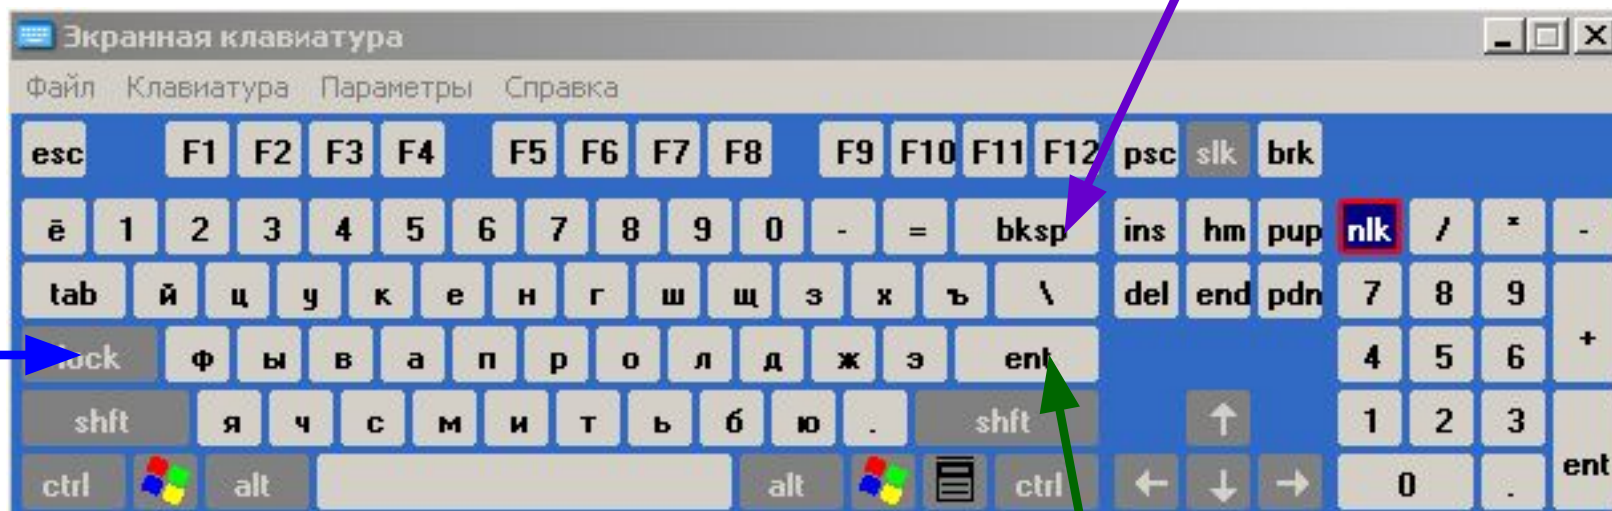 Экранная клавиатура
Файл Клавиатура Параметры Справка
esc F1 F2 F3 F4 F5 F6 F7 F8 F9 F10 F11 F12 psc slk brk
ё 1 2 3 4 5 6 7 8 9 0 - = bksp ins hm pup nlk / * -
tab й ц у к е н г ш щ з х ъ \ del end pdn 7 8 9 +
lock ф ы в а п р о л д ж э ent 4 5 6
shft я ч с м и т ь б ю . shft ↑ 1 2 3 ent
ctrl alt alt ctrl ← ↓ → 0 .